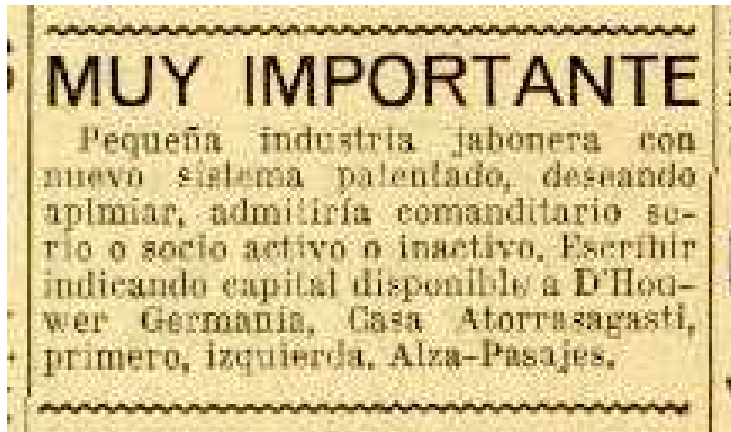 MUY IMPORTANTE
Pequeña industria jabonera con
nuevo sistema patentado, deseando
aplmiar, admitiría comanditario se-
rio o socio activo o inactivo. Escribir
indicando capital disponible a D'Hou-
wer Germania, Casa Atorrasagasti,
primero, izquierda. Alza-Pasajes.